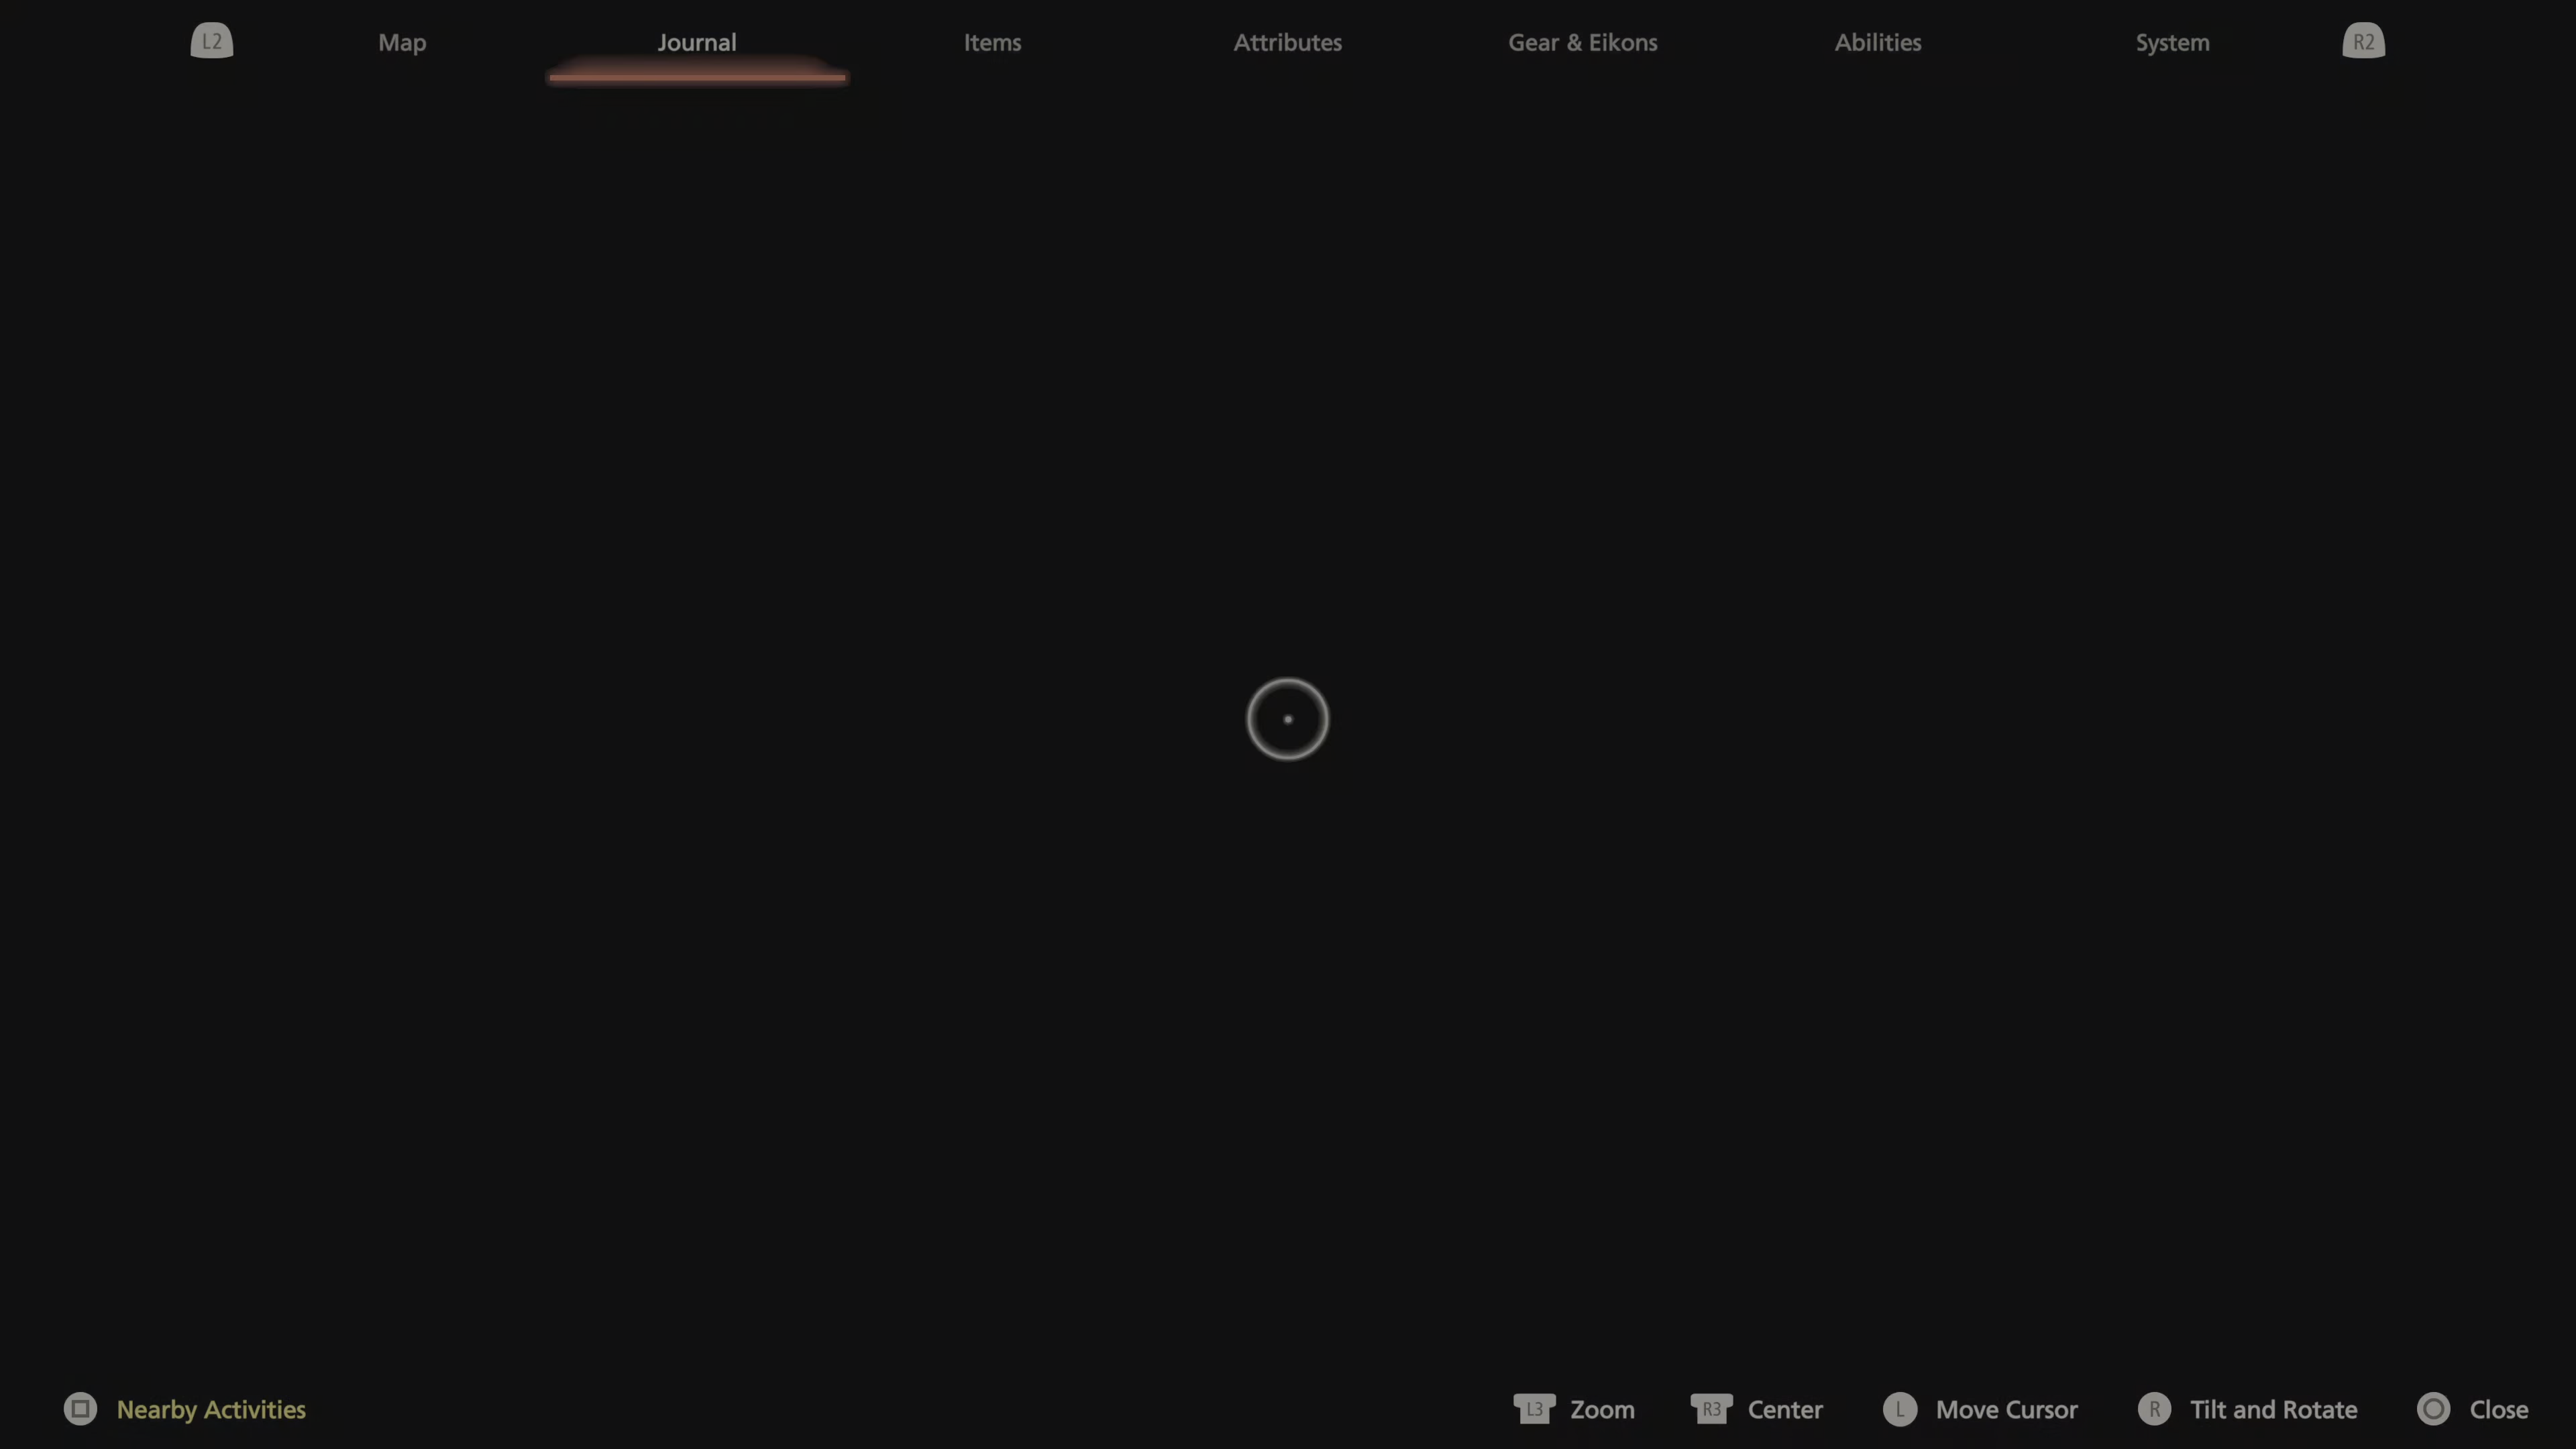 L2 Map Journal Items Attributes Gear & Eikons Abilities System R2
Nearby Activities L3 Zoom R3 Center L Move Cursor R Tilt and Rotate Close